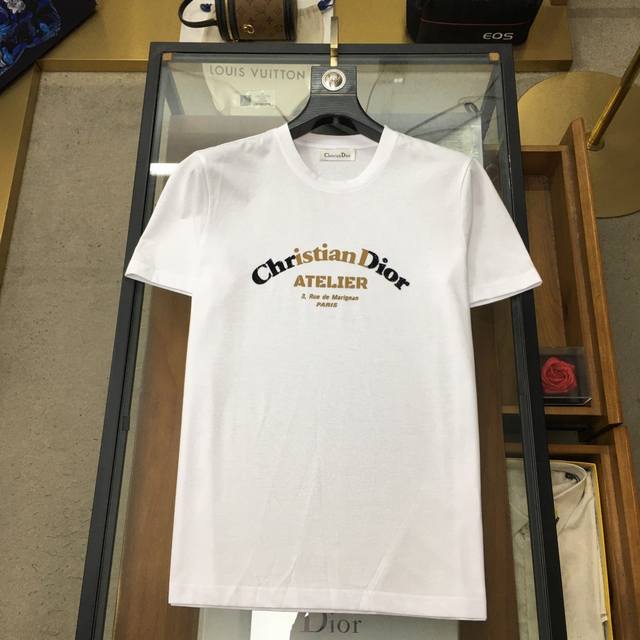 EOS
LOUIS VUITTON
Christian Dior
Christian Dior
ATELIER
3, Rue de Marignan
PARIS
Dior